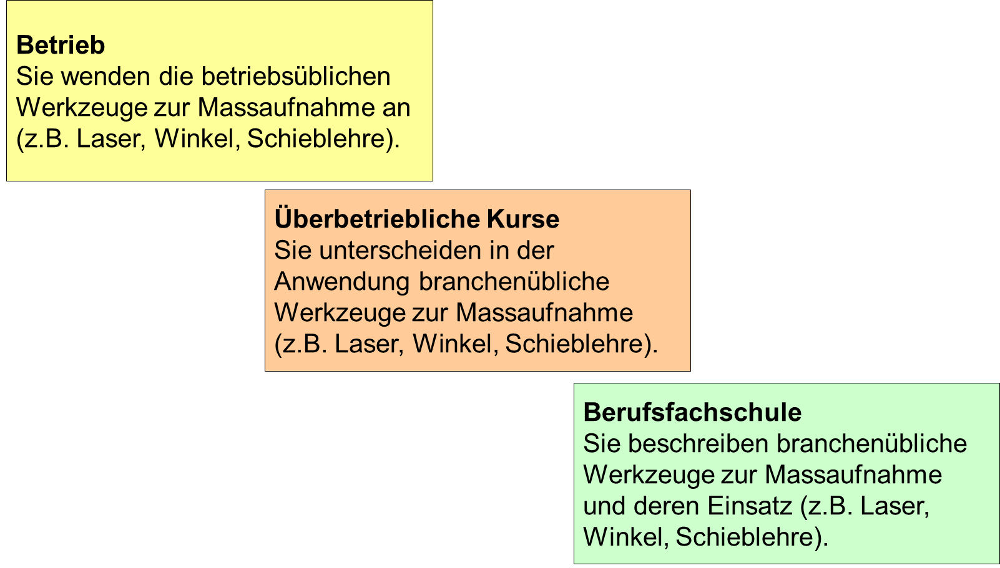 Betrieb
Sie wenden die betriebsüblichen
Werkzeuge zur Massaufnahme an
(z.B. Laser, Winkel, Schieblehre).
Überbetriebliche Kurse
Sie unterscheiden in der
Anwendung branchenübliche
Werkzeuge zur Massaufnahme
(z.B. Laser, Winkel, Schieblehre).
Berufsfachschule
Sie beschreiben branchenübliche
Werkzeuge zur Massaufnahme
und deren Einsatz (z.B. Laser,
Winkel, Schieblehre).